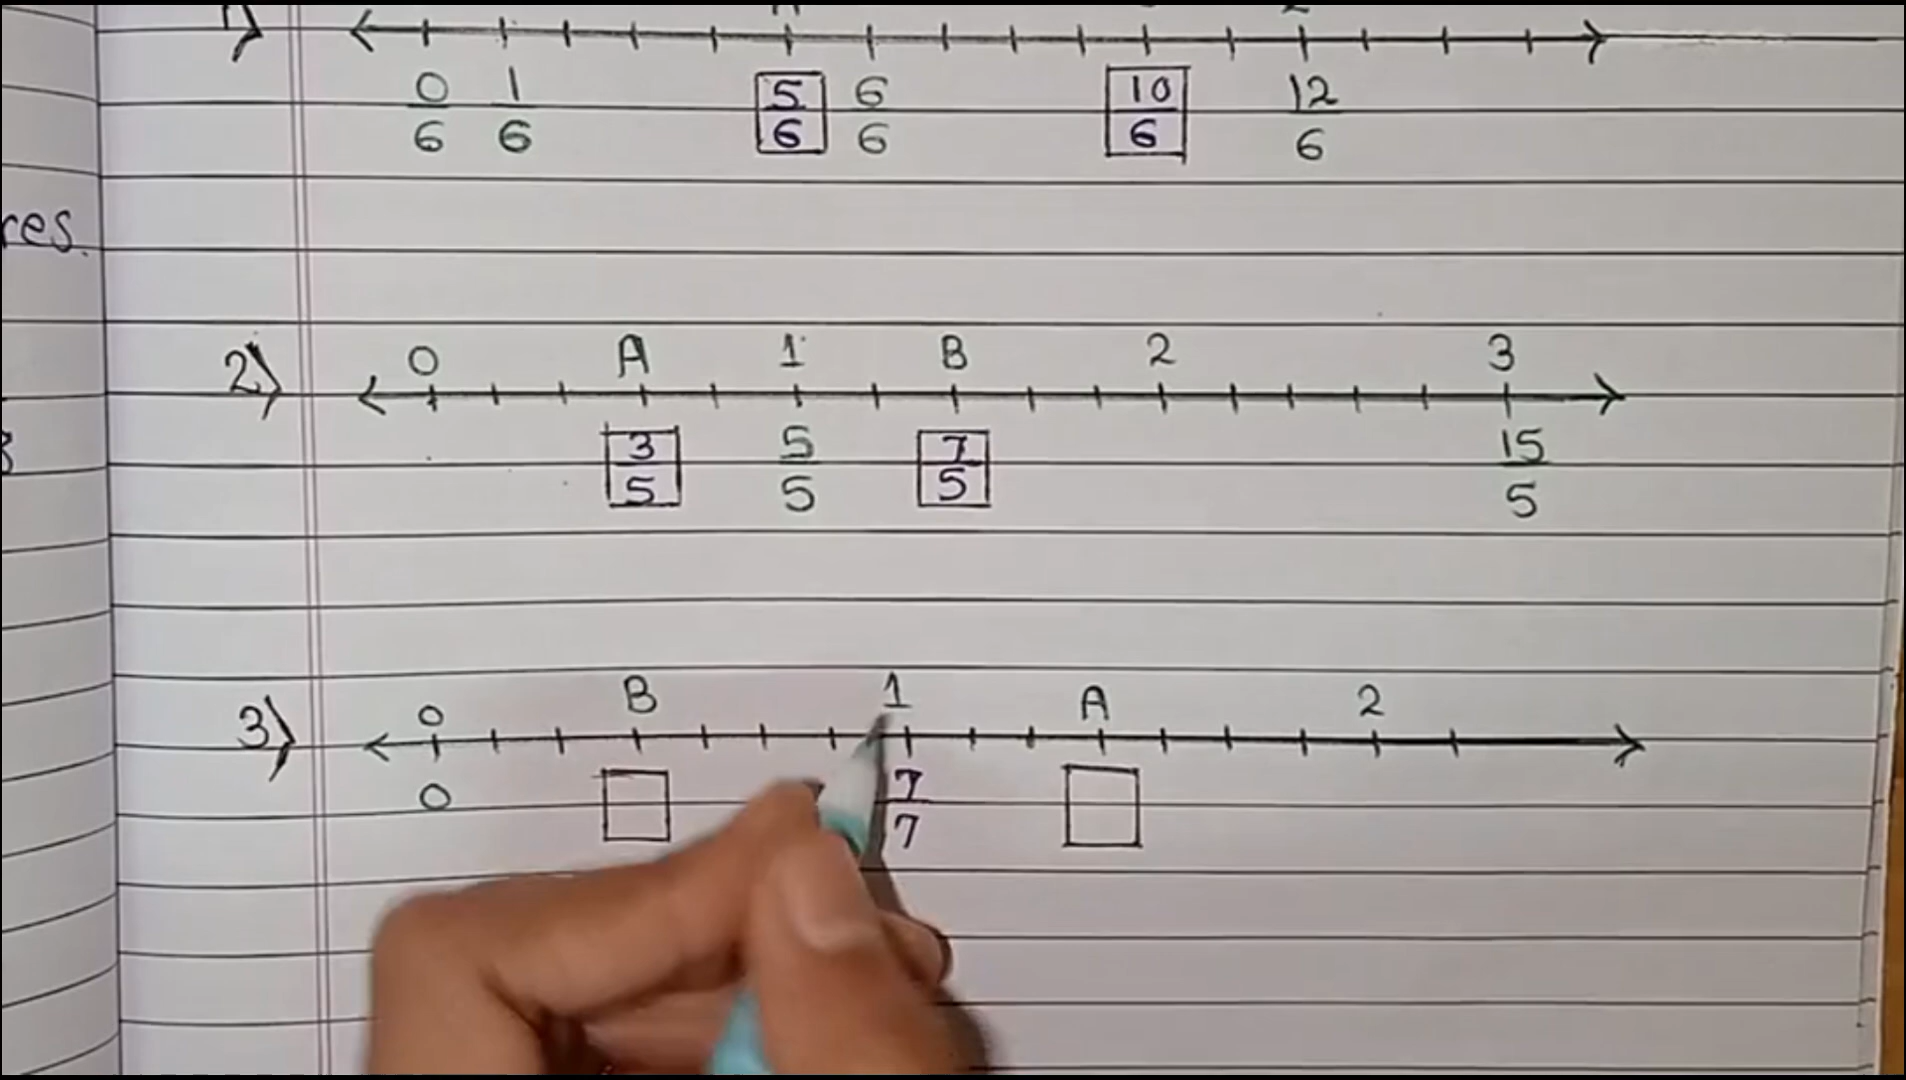 1)
0 1 5 6 10 12
6 6 6 6 6 6
res.
2) 0 A 1 B 2 3
3 5 7 15
5 5 5 5
3) 0 B 1 A 2
0 7
7